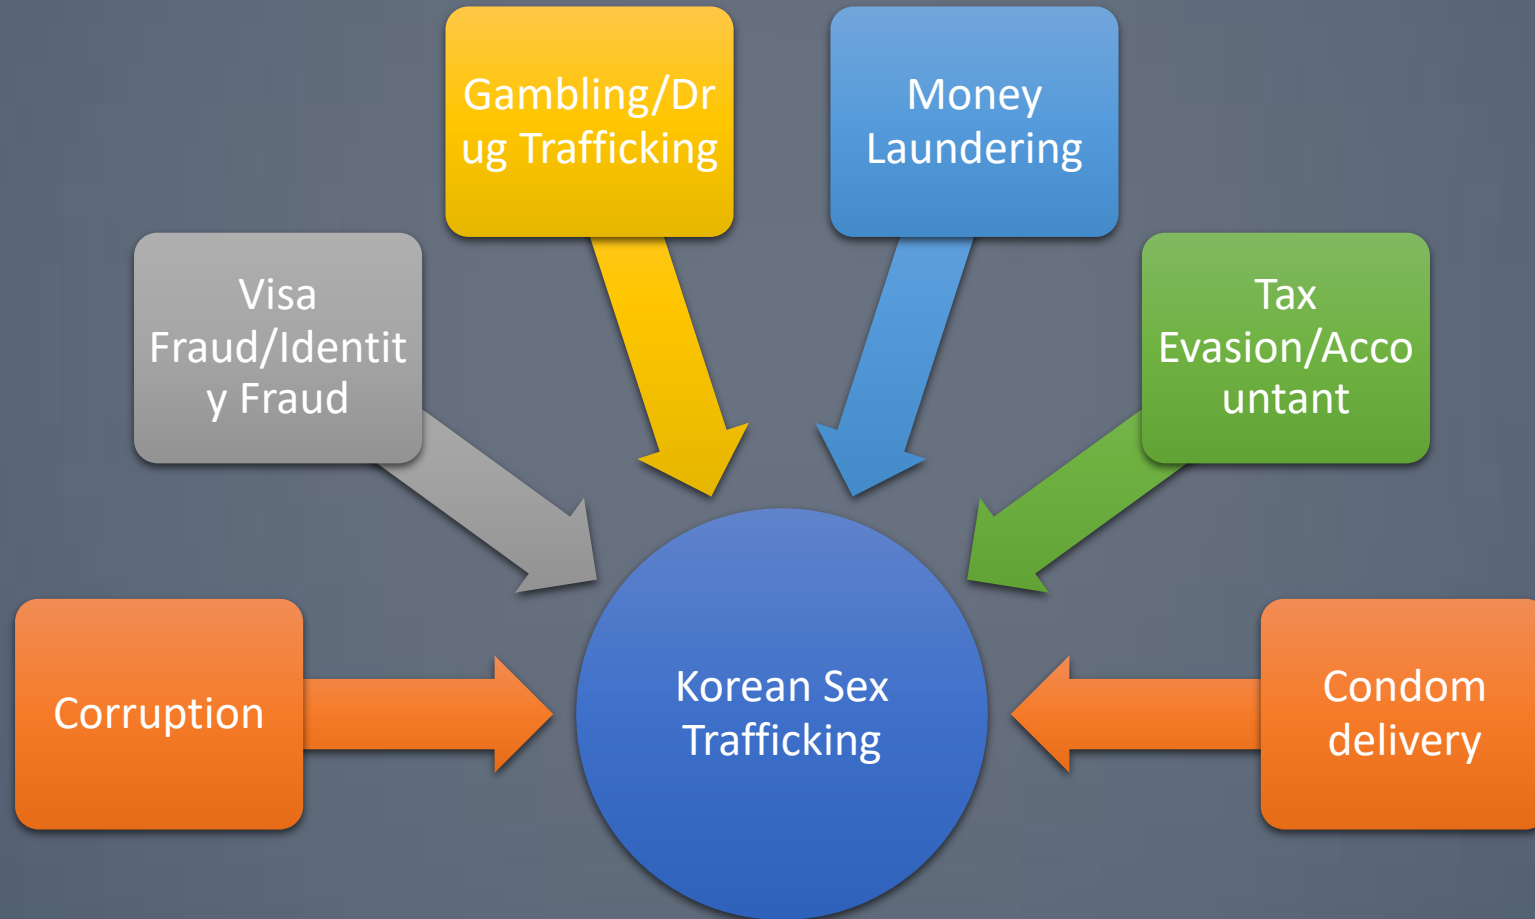 Gambling/Dr
ug Trafficking
Money
Laundering
Visa
Fraud/Identit
y Fraud
Tax
Evasion/Acco
untant
Corruption
Korean Sex
Trafficking
Condom
delivery